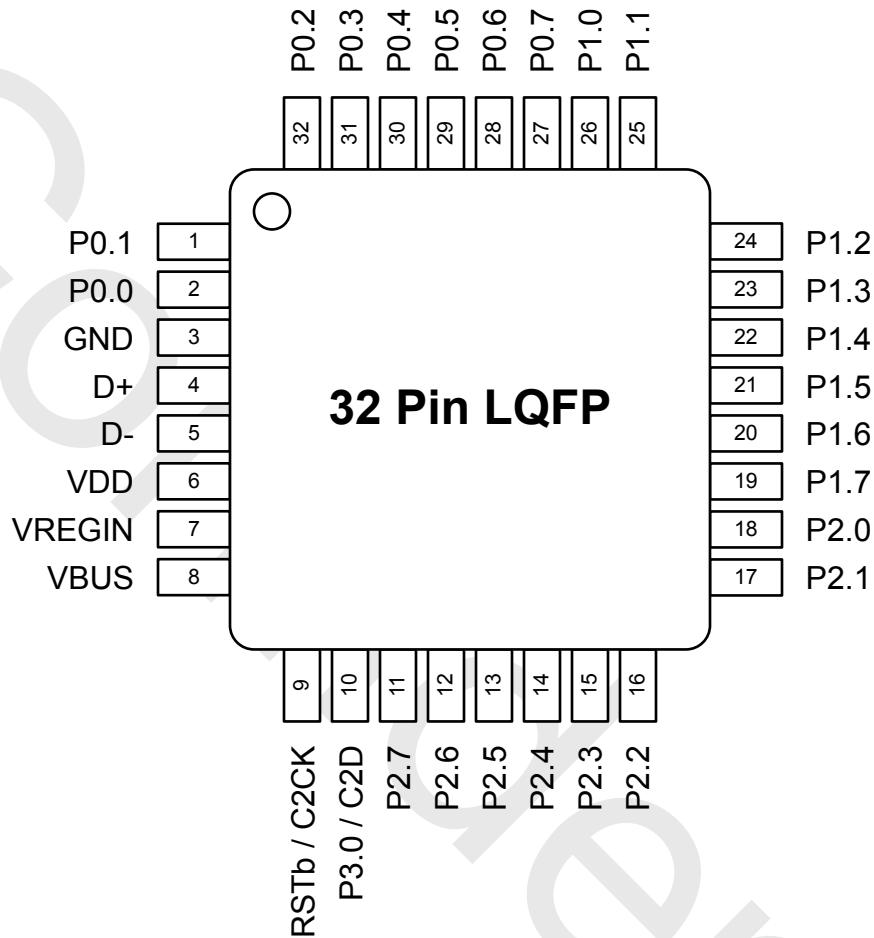 P0.2
P0.3
P0.4
P0.5
P0.6
P0.7
P1.0
P1.1
32
31
30
29
28
27
26
25
P0.1 1
P0.0 2
GND 3
D+ 4
D- 5
VDD 6
VREGIN 7
VBUS 8
32 Pin LQFP
24 P1.2
23 P1.3
22 P1.4
21 P1.5
20 P1.6
19 P1.7
18 P2.0
17 P2.1
9
10
11
12
13
14
15
16
RSTb / C2CK
P3.0 / C2D
P2.7
P2.6
P2.5
P2.4
P2.3
P2.2